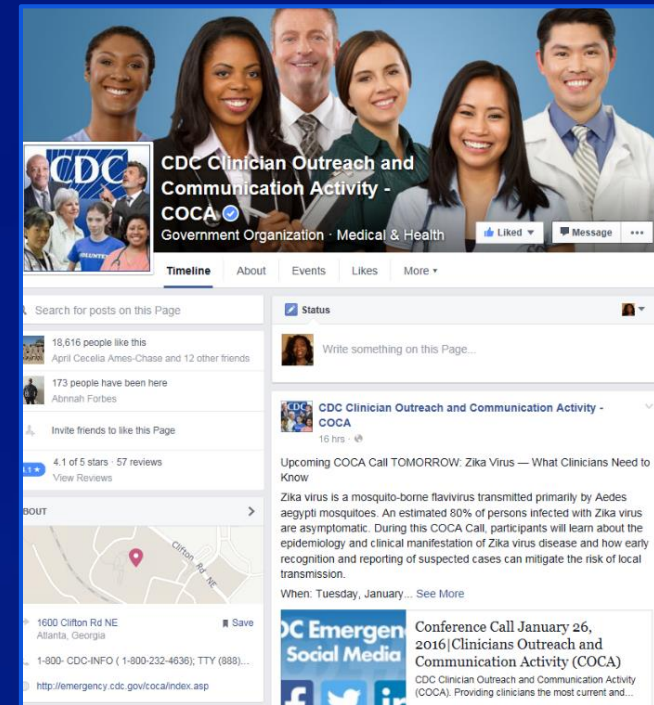 CDC
VOLUNTEER
CDC Clinician Outreach and
Communication Activity -
COCA
Government Organization · Medical & Health
Liked
Message
Timeline About Events Likes More
Search for posts on this Page
18,616 people like this
April Cecelia Ames-Chase and 12 other friends
173 people have been here
Abnnah Forbes
Invite friends to like this Page
4.1 of 5 stars · 57 reviews
View Reviews
ABOUT
Clifton Rd NE
1600 Clifton Rd NE
Save
Atlanta, Georgia
1-800- CDC-INFO ( 1-800-232-4636); TTY (888)...
http://emergency.cdc.gov/coca/index.asp
Status
Write something on this Page...
CDC
CDC Clinician Outreach and Communication Activity -
COCA
16 hrs ·
Upcoming COCA Call TOMORROW: Zika Virus — What Clinicians Need to
Know
Zika virus is a mosquito-borne flavivirus transmitted primarily by Aedes
aegypti mosquitoes. An estimated 80% of persons infected with Zika virus
are asymptomatic. During this COCA Call, participants will learn about the
epidemiology and clinical manifestation of Zika virus disease and how early
recognition and reporting of suspected cases can mitigate the risk of local
transmission.
When: Tuesday, January... See More
DC Emergen
Social Media
f in
Conference Call January 26,
2016|Clinicians Outreach and
Communication Activity (COCA)
CDC Clinician Outreach and Communication Activity
(COCA). Providing clinicians the most current and...